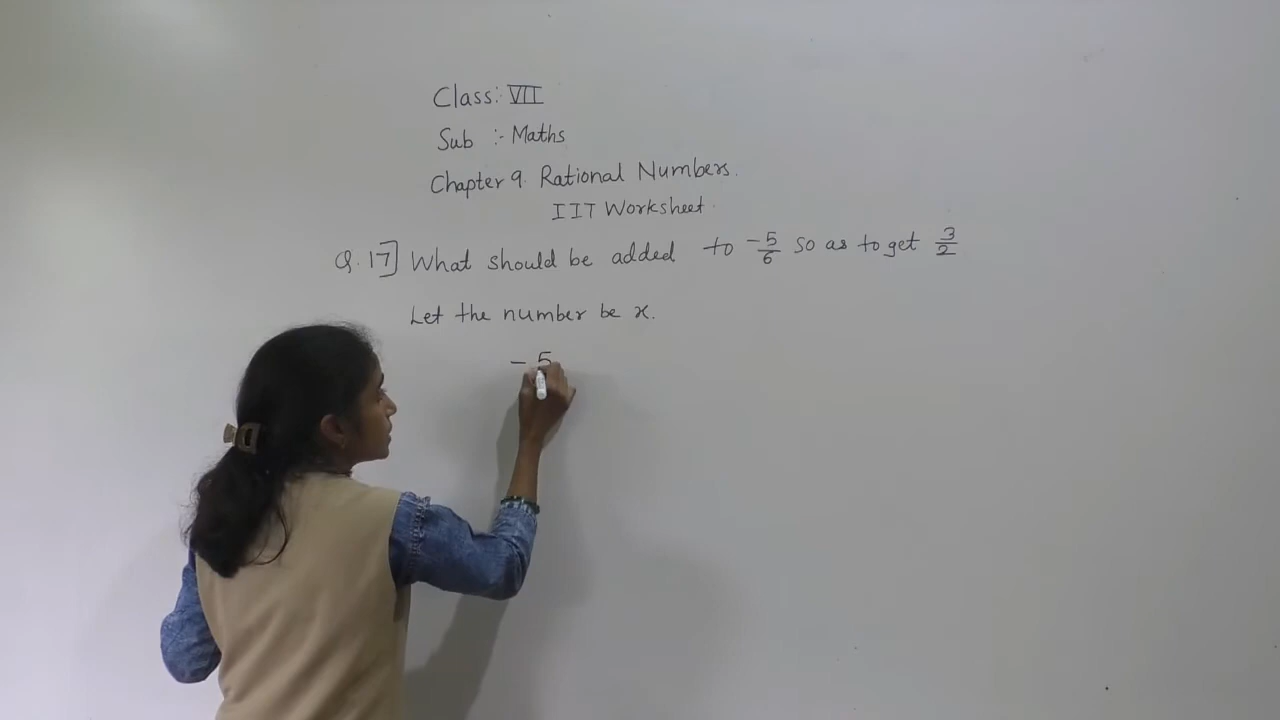 Class:- VII
Sub :- Maths
Chapter 9. Rational Numbers.
IIT Worksheet.
Q.17] What should be added to -5/6 so as to get 3/2
Let the number be x.
- 5